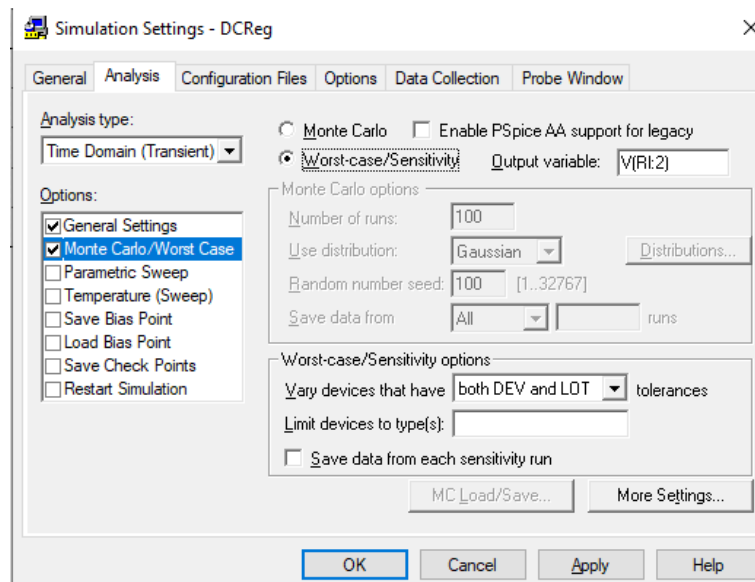 Simulation Settings - DCReg
General Analysis Configuration Files Options Data Collection Probe Window
Analysis type:
Time Domain (Transient)
Options:
General Settings
Monte Carlo/Worst Case
Parametric Sweep
Temperature (Sweep)
Save Bias Point
Load Bias Point
Save Check Points
Restart Simulation
Monte Carlo Enable PSpice AA support for legacy
Worst-case/Sensitivity Output variable: V(RI:2)
Monte Carlo options
Number of runs: 100
Use distribution: Gaussian Distributions...
Random number seed: 100 [1..32767]
Save data from All runs
Worst-case/Sensitivity options
Vary devices that have both DEV and LOT tolerances
Limit devices to type(s):
Save data from each sensitivity run
MC Load/Save... More Settings...
OK Cancel Apply Help